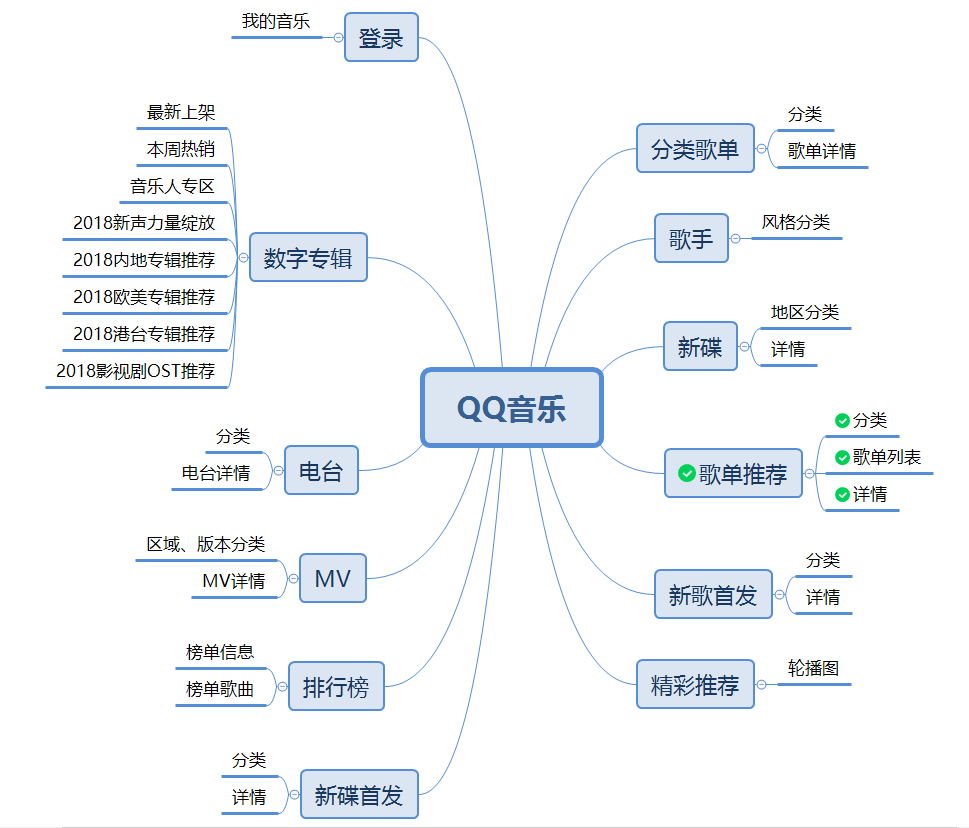 QQ音乐
分类歌单
分类
歌单详情
歌手
风格分类
新碟
地区分类
详情
歌单推荐
分类
歌单列表
详情
新歌首发
分类
详情
精彩推荐
轮播图
登录
我的音乐
数字专辑
最新上架
本周热销
音乐人专区
2018新声力量绽放
2018内地专辑推荐
2018欧美专辑推荐
2018港台专辑推荐
2018影视剧OST推荐
电台
分类
电台详情
MV
区域、版本分类
MV详情
排行榜
榜单信息
榜单歌曲
新碟首发
分类
详情